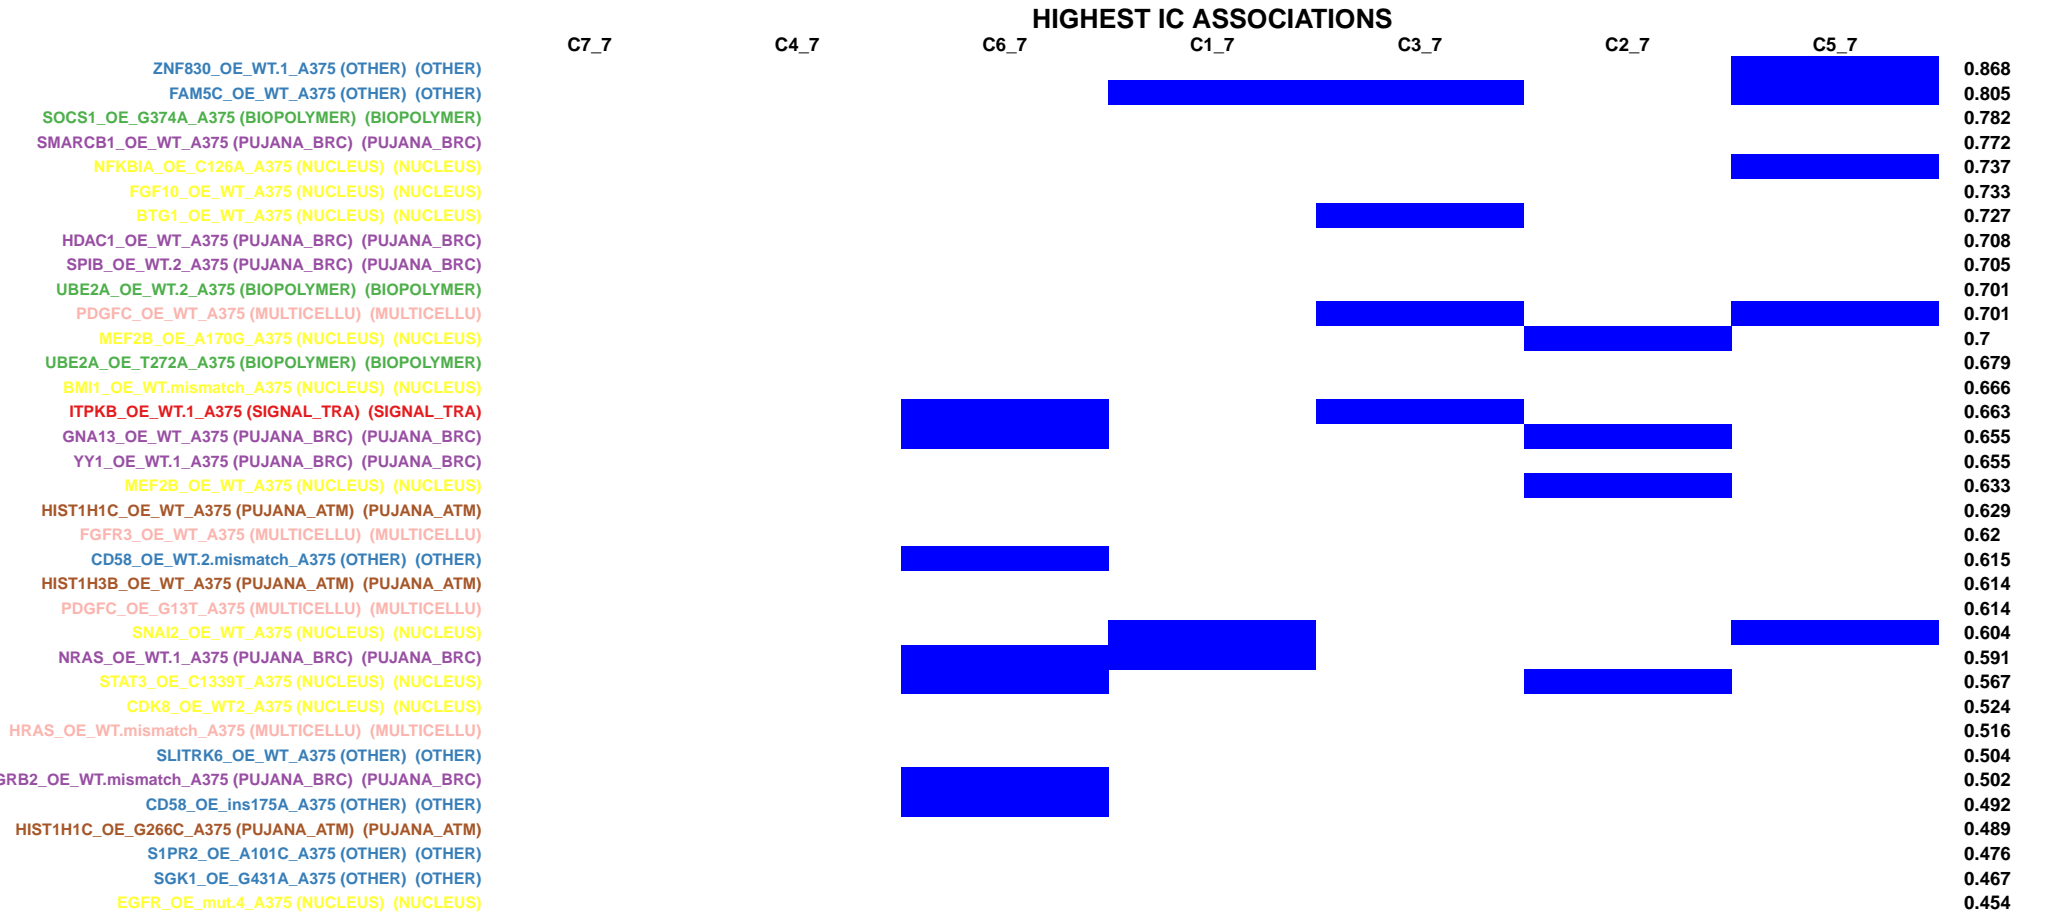 HIGHEST IC ASSOCIATIONS
C7_7 C4_7 C6_7 C1_7 C3_7 C2_7 C5_7
ZNF830_OE_WT.1_A375 (OTHER) (OTHER) 0.868
FAM5C_OE_WT_A375 (OTHER) (OTHER) 0.805
SOCS1_OE_G374A_A375 (BIOPOLYMER) (BIOPOLYMER) 0.782
SMARCB1_OE_WT_A375 (PUJANA_BRC) (PUJANA_BRC) 0.772
NFKBIA_OE_C126A_A375 (NUCLEUS) (NUCLEUS) 0.737
FGF10_OE_WT_A375 (NUCLEUS) (NUCLEUS) 0.733
BTG1_OE_WT_A375 (NUCLEUS) (NUCLEUS) 0.727
HDAC1_OE_WT_A375 (PUJANA_BRC) (PUJANA_BRC) 0.708
SPIB_OE_WT.2_A375 (PUJANA_BRC) (PUJANA_BRC) 0.705
UBE2A_OE_WT.2_A375 (BIOPOLYMER) (BIOPOLYMER) 0.701
PDGFC_OE_WT_A375 (MULTICELLU) (MULTICELLU) 0.701
MEF2B_OE_A170G_A375 (NUCLEUS) (NUCLEUS) 0.7
UBE2A_OE_T272A_A375 (BIOPOLYMER) (BIOPOLYMER) 0.679
BMI1_OE_WT.mismatch_A375 (NUCLEUS) (NUCLEUS) 0.666
ITPKB_OE_WT.1_A375 (SIGNAL_TRA) (SIGNAL_TRA) 0.663
GNA13_OE_WT_A375 (PUJANA_BRC) (PUJANA_BRC) 0.655
YY1_OE_WT.1_A375 (PUJANA_BRC) (PUJANA_BRC) 0.655
MEF2B_OE_WT_A375 (NUCLEUS) (NUCLEUS) 0.633
HIST1H1C_OE_WT_A375 (PUJANA_ATM) (PUJANA_ATM) 0.629
FGFR3_OE_WT_A375 (MULTICELLU) (MULTICELLU) 0.62
CD58_OE_WT.2.mismatch_A375 (OTHER) (OTHER) 0.615
HIST1H3B_OE_WT_A375 (PUJANA_ATM) (PUJANA_ATM) 0.614
PDGFC_OE_G13T_A375 (MULTICELLU) (MULTICELLU) 0.614
SNAI2_OE_WT_A375 (NUCLEUS) (NUCLEUS) 0.604
NRAS_OE_WT.1_A375 (PUJANA_BRC) (PUJANA_BRC) 0.591
STAT3_OE_C1339T_A375 (NUCLEUS) (NUCLEUS) 0.567
CDK8_OE_WT2_A375 (NUCLEUS) (NUCLEUS) 0.524
HRAS_OE_WT.mismatch_A375 (MULTICELLU) (MULTICELLU) 0.516
SLITRK6_OE_WT_A375 (OTHER) (OTHER) 0.504
GRB2_OE_WT.mismatch_A375 (PUJANA_BRC) (PUJANA_BRC) 0.502
CD58_OE_ins175A_A375 (OTHER) (OTHER) 0.492
HIST1H1C_OE_G266C_A375 (PUJANA_ATM) (PUJANA_ATM) 0.489
S1PR2_OE_A101C_A375 (OTHER) (OTHER) 0.476
SGK1_OE_G431A_A375 (OTHER) (OTHER) 0.467
EGFR_OE_mut.4_A375 (NUCLEUS) (NUCLEUS) 0.454